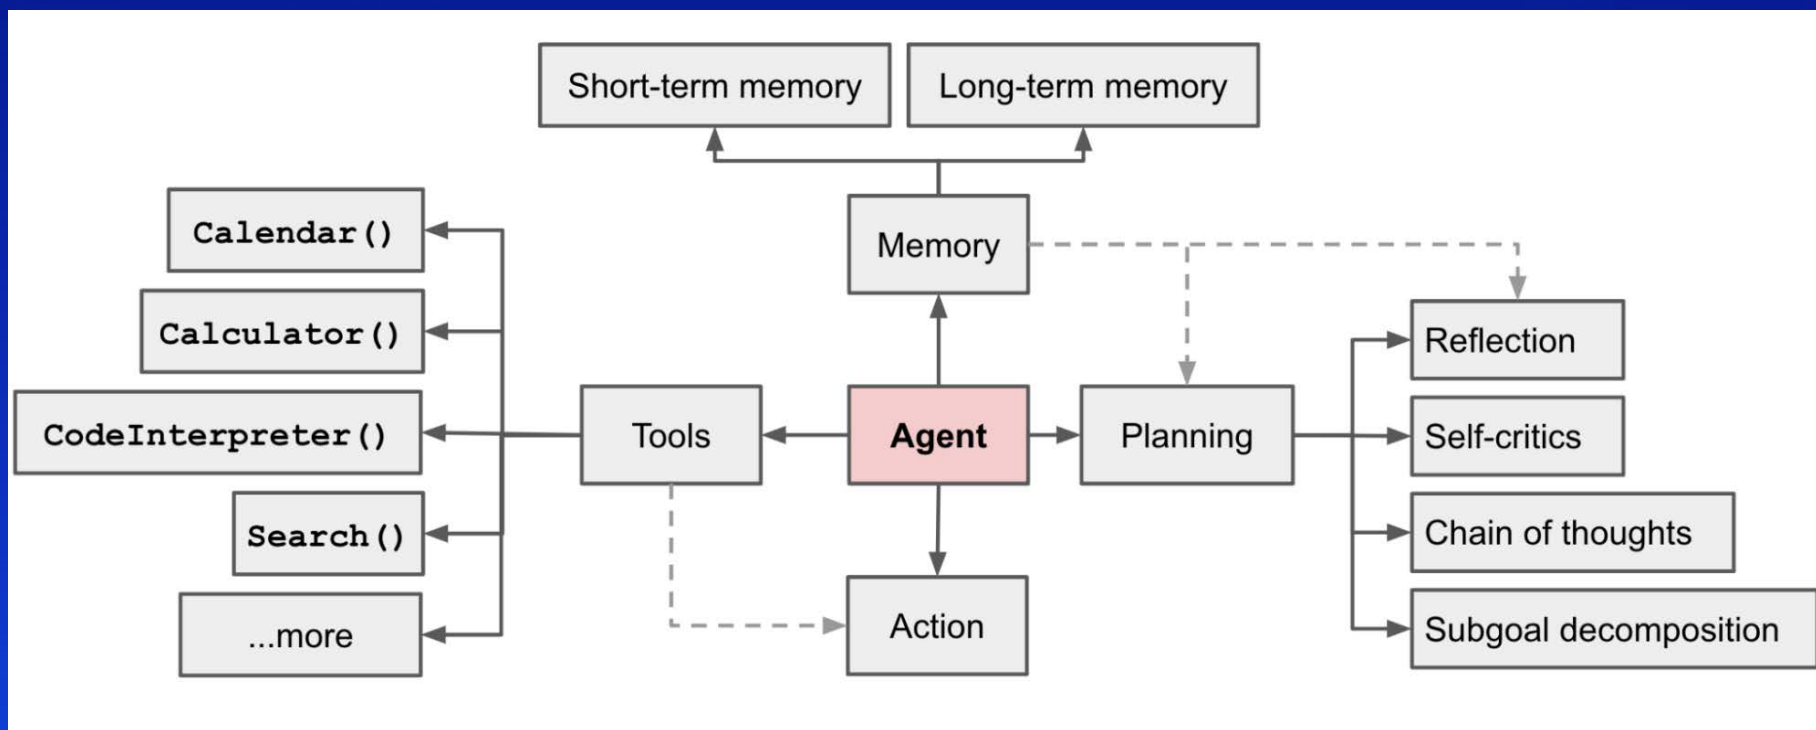 Short-term memory
Long-term memory
Calendar()
Memory
Calculator()
Reflection
CodeInterpreter()
Tools
Agent
Planning
Self-critics
Search()
Chain of thoughts
...more
Action
Subgoal decomposition